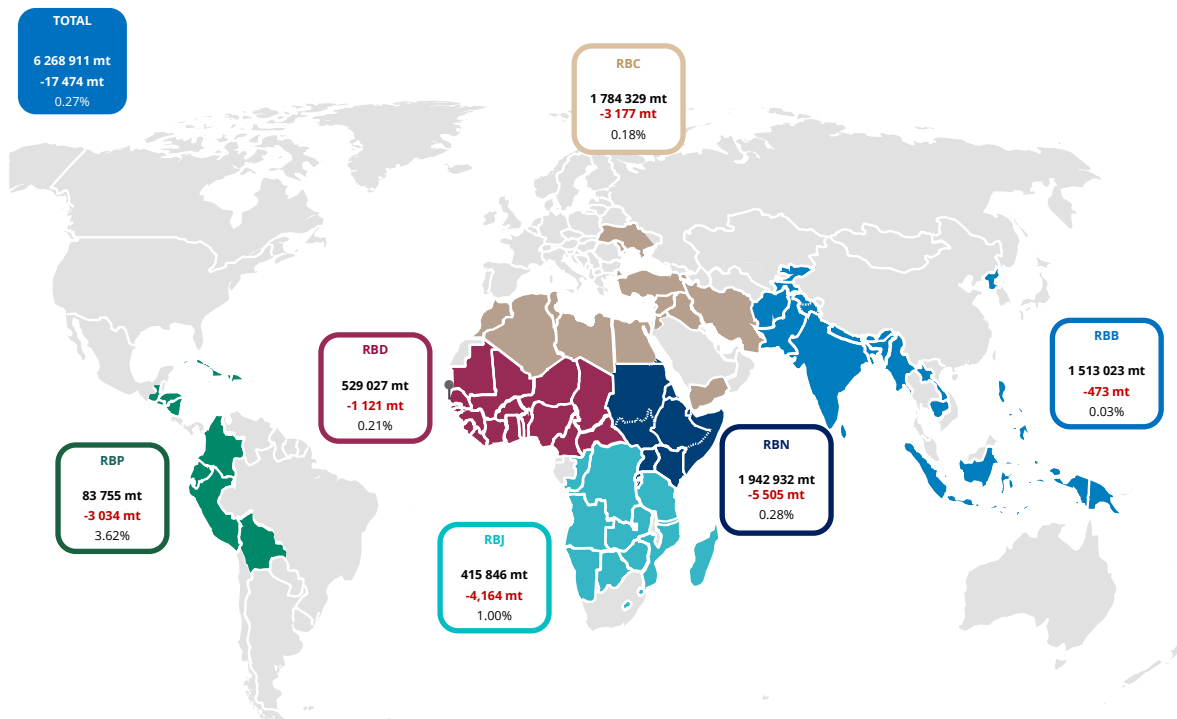 TOTAL
6 268 911 mt
-17 474 mt
0.27%
RBC
1 784 329 mt
-3 177 mt
0.18%
RBD
529 027 mt
-1 121 mt
0.21%
RBB
1 513 023 mt
-473 mt
0.03%
RBP
83 755 mt
-3 034 mt
3.62%
RBN
1 942 932 mt
-5 505 mt
0.28%
RBJ
415 846 mt
-4,164 mt
1.00%